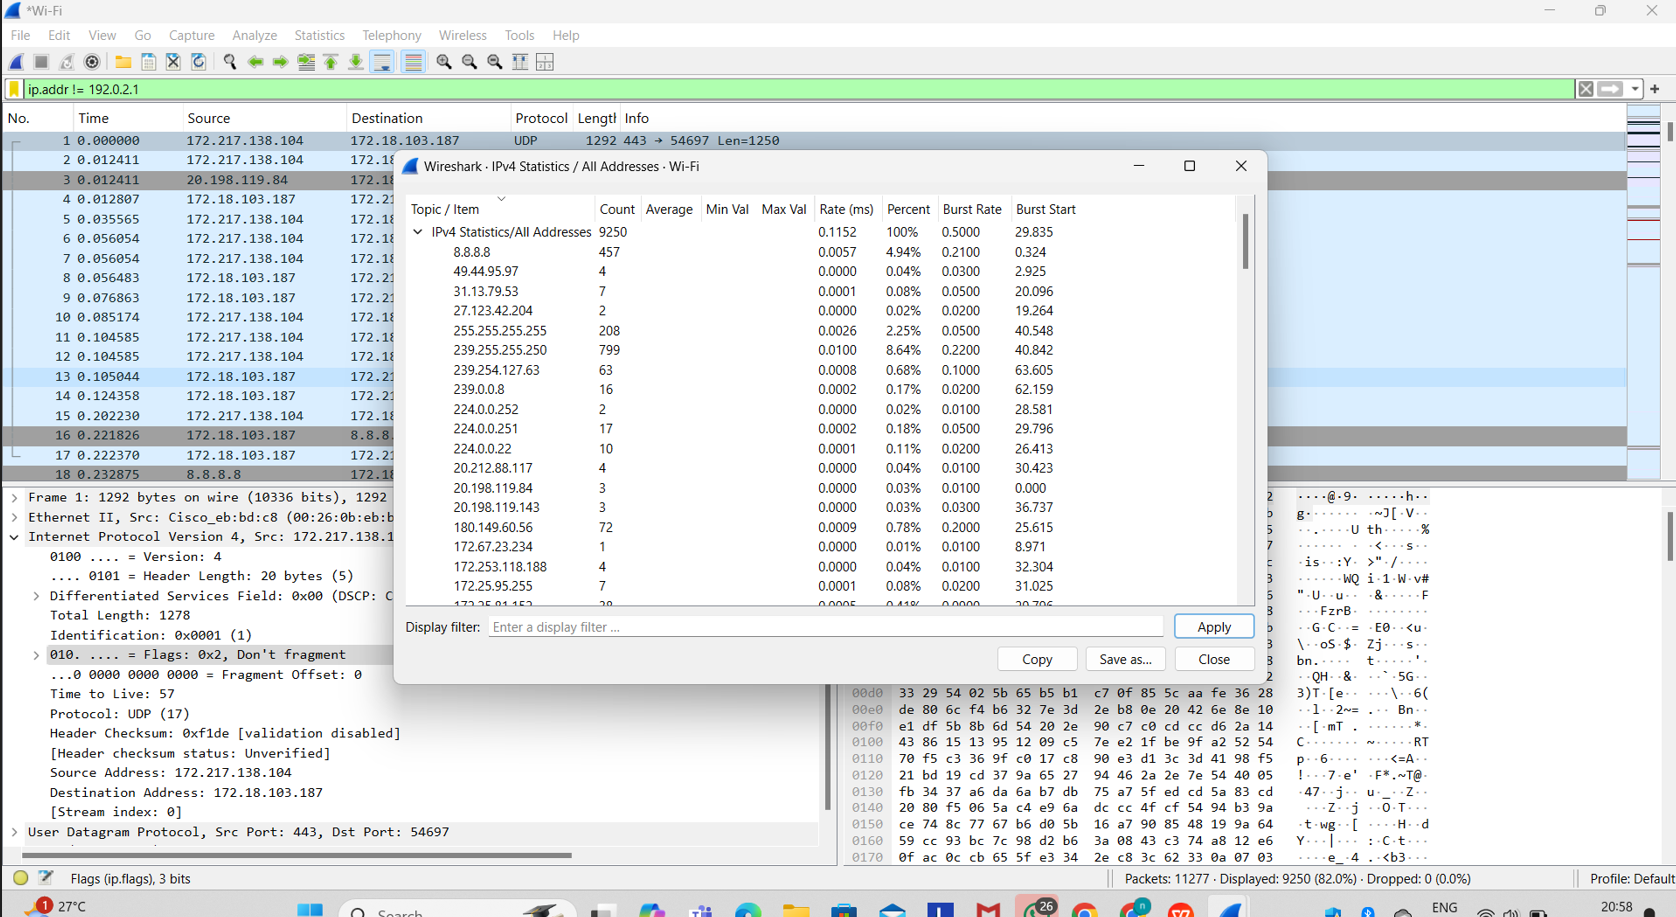 *Wi-Fi
File Edit View Go Capture Analyze Statistics Telephony Wireless Tools Help
ip.addr != 192.0.2.1
No. Time Source Destination Protocol Lengtl Info
1 0.000000 172.217.138.104 172.18.103.187 UDP 1292 443 → 54697 Len=1250
2 0.012411 172.217.138.104 172.18
3 0.012411 20.198.119.84 172.18
4 0.012807 172.18.103.187 172.21
5 0.035565 172.217.138.104 172.18
6 0.056054 172.217.138.104 172.18
7 0.056054 172.217.138.104 172.18
8 0.056483 172.18.103.187 172.21
9 0.076863 172.18.103.187 172.21
10 0.085174 172.217.138.104 172.18
11 0.104585 172.217.138.104 172.18
12 0.104585 172.217.138.104 172.18
13 0.105044 172.18.103.187 172.21
14 0.124358 172.18.103.187 172.21
15 0.202230 172.217.138.104 172.18
16 0.221826 172.18.103.187 8.8.8.
17 0.222370 172.18.103.187 172.21
18 0.232875 8.8.8.8 172.18
Wireshark · IPv4 Statistics / All Addresses · Wi-Fi
Topic / Item Count Average Min Val Max Val Rate (ms) Percent Burst Rate Burst Start
IPv4 Statistics/All Addresses 9250 0.1152 100% 0.5000 29.835
8.8.8.8 457 0.0057 4.94% 0.2100 0.324
49.44.95.97 4 0.0000 0.04% 0.0300 2.925
31.13.79.53 7 0.0001 0.08% 0.0500 20.096
27.123.42.204 2 0.0000 0.02% 0.0200 19.264
255.255.255.255 208 0.0026 2.25% 0.0500 40.548
239.255.255.250 799 0.0100 8.64% 0.2200 40.842
239.254.127.63 63 0.0008 0.68% 0.1000 63.605
239.0.0.8 16 0.0002 0.17% 0.0200 62.159
224.0.0.252 2 0.0000 0.02% 0.0100 28.581
224.0.0.251 17 0.0002 0.18% 0.0500 29.796
224.0.0.22 10 0.0001 0.11% 0.0200 26.413
20.212.88.117 4 0.0000 0.04% 0.0100 30.423
20.198.119.84 3 0.0000 0.03% 0.0100 0.000
20.198.119.143 3 0.0000 0.03% 0.0300 36.737
180.149.60.56 72 0.0009 0.78% 0.2000 25.615
172.67.23.234 1 0.0000 0.01% 0.0100 8.971
172.253.118.188 4 0.0000 0.04% 0.0100 32.304
172.25.95.255 7 0.0001 0.08% 0.0200 31.025
Display filter: Enter a display filter ... Apply
Copy Save as... Close
Frame 1: 1292 bytes on wire (10336 bits), 1292
Ethernet II, Src: Cisco_eb:bd:c8 (00:26:0b:eb:b
Internet Protocol Version 4, Src: 172.217.138.1
0100 .... = Version: 4
.... 0101 = Header Length: 20 bytes (5)
Differentiated Services Field: 0x00 (DSCP: C
Total Length: 1278
Identification: 0x0001 (1)
010. .... = Flags: 0x2, Don't fragment
...0 0000 0000 0000 = Fragment Offset: 0
Time to Live: 57
Protocol: UDP (17)
Header Checksum: 0xf1de [validation disabled]
[Header checksum status: Unverified]
Source Address: 172.217.138.104
Destination Address: 172.18.103.187
[Stream index: 0]
User Datagram Protocol, Src Port: 443, Dst Port: 54697
00d0 33 29 54 02 5b 65 b5 b1 c7 0f 85 5c aa fe 36 28 3)T·[e·· ···\··6(
00e0 de 80 6c f4 b6 32 7e 3d 2e b8 0e 20 42 6e 8e 10 ··l··2~= .·· Bn··
00f0 e1 df 5b 8b 6d 54 20 2e 90 c7 c0 cd cc d6 2a 14 ··[·mT . ······*·
0100 43 86 15 13 95 12 09 c5 7e e2 1f be 9f a2 52 54 C······· ~·····RT
0110 70 f5 c3 36 9f c0 17 c8 90 e3 d1 3c 3d 41 98 f5 p··6···· ···<=A··
0120 21 bd 19 cd 37 9a 65 27 94 46 2a 2e 7e 54 40 05 !···7·e' ·F*.~T@·
0130 fb 34 37 a6 da 6a b7 db 75 a7 5f ed cd 5a 83 cd ·47··j·· u·_··Z··
0140 20 80 f5 06 5a c4 e9 6a dc cc 4f cf 54 94 b3 9a ···Z··j ··O·T···
0150 ce 74 8c 77 67 b6 d0 5b 16 a7 90 85 48 19 9a 64 ·t·wg··[ ····H··d
0160 59 cc 93 bc 7c 98 d2 b6 3a 08 43 c3 74 a8 12 e6 Y···|··· :·C·t···
0170 0f ac 0c cb 65 5f e3 34 2e c8 3c 62 33 0a 07 03 ····e_·4 .·<b3···
Flags (ip.flags), 3 bits Packets: 11277 · Displayed: 9250 (82.0%) · Dropped: 0 (0.0%) Profile: Default
1 27°C Search 26 n ENG 20:58